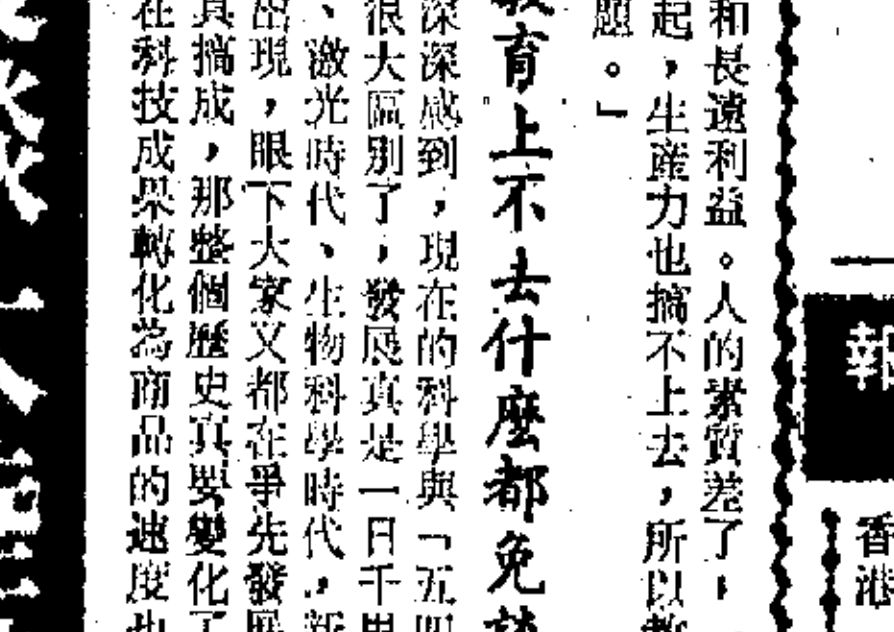 報
香港
和長遠利益。人的素質差了，
起，生產力也搞不上去，所以教
題。」
教育上不去什麼都免談
深深感到，現在的科學與「五四
很大區別了，發展真是一日千里
、激光時代、生物科學時代，新
出現，眼下大家又都在爭先發展
真搞成，那整個歷史真要變化了
在科技成果轉化為商品的速度也